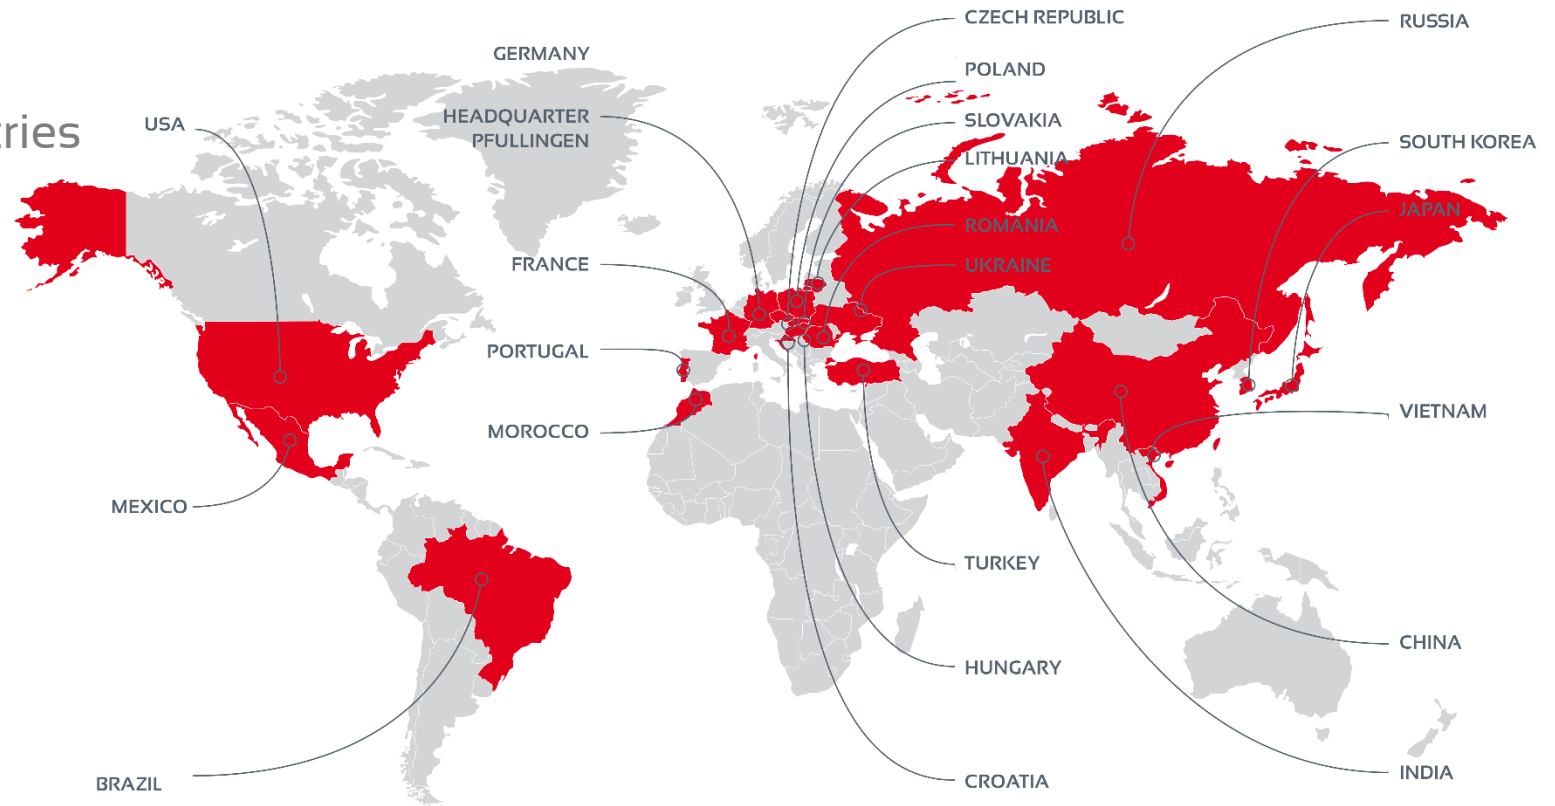 GERMANY
HEADQUARTER
PFULLINGEN
USA
FRANCE
PORTUGAL
MOROCCO
MEXICO
BRAZIL
CZECH REPUBLIC
POLAND
SLOVAKIA
LITHUANIA
ROMANIA
UKRAINE
TURKEY
HUNGARY
CROATIA
RUSSIA
SOUTH KOREA
JAPAN
VIETNAM
CHINA
INDIA